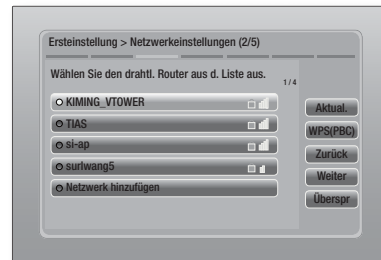 Ersteinstellung > Netzwerkeinstellungen (2/5)
Wählen Sie den drahtl. Router aus d. Liste aus.
1/4
KIMING_VTOWER
TIAS
si-ap
surlwang5
Netzwerk hinzufügen
Aktual.
WPS(PBC)
Zurück
Weiter
Überspr